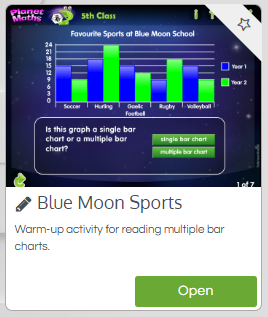 Planet Maths
5th Class
Favourite Sports at Blue Moon School
24
21
18
15
12
9
6
3
0
Year 1
Year 2
Soccer Hurling Gaelic Football Rugby Volleyball
Is this graph a single bar
chart or a multiple bar
chart?
single bar chart
multiple bar chart
1 of 7
Blue Moon Sports
Warm-up activity for reading multiple bar
charts.
Open